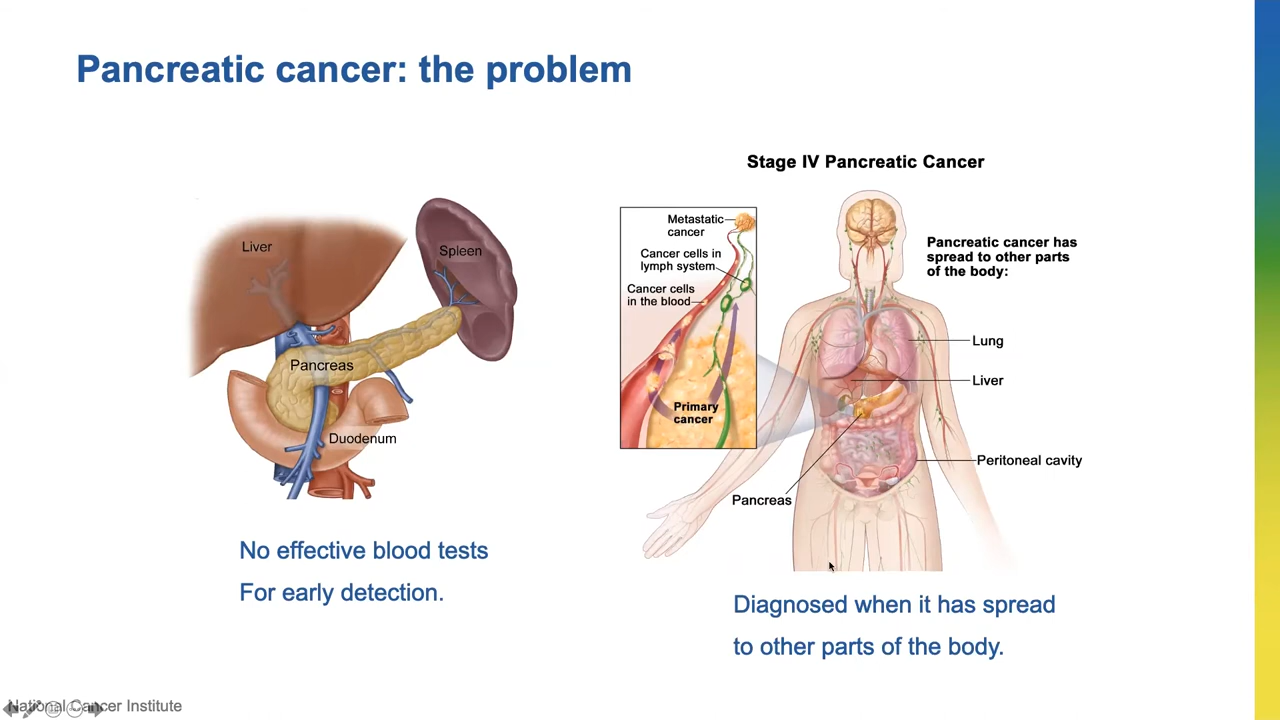 Pancreatic cancer: the problem
Liver
Spleen
Pancreas
Duodenum
No effective blood tests
For early detection.
Stage IV Pancreatic Cancer
Metastatic
cancer
Cancer cells in
lymph system
Cancer cells
in the blood
Primary
cancer
Pancreatic cancer has
spread to other parts
of the body:
Lung
Liver
Peritoneal cavity
Pancreas
Diagnosed when it has spread
to other parts of the body.
National Cancer Institute